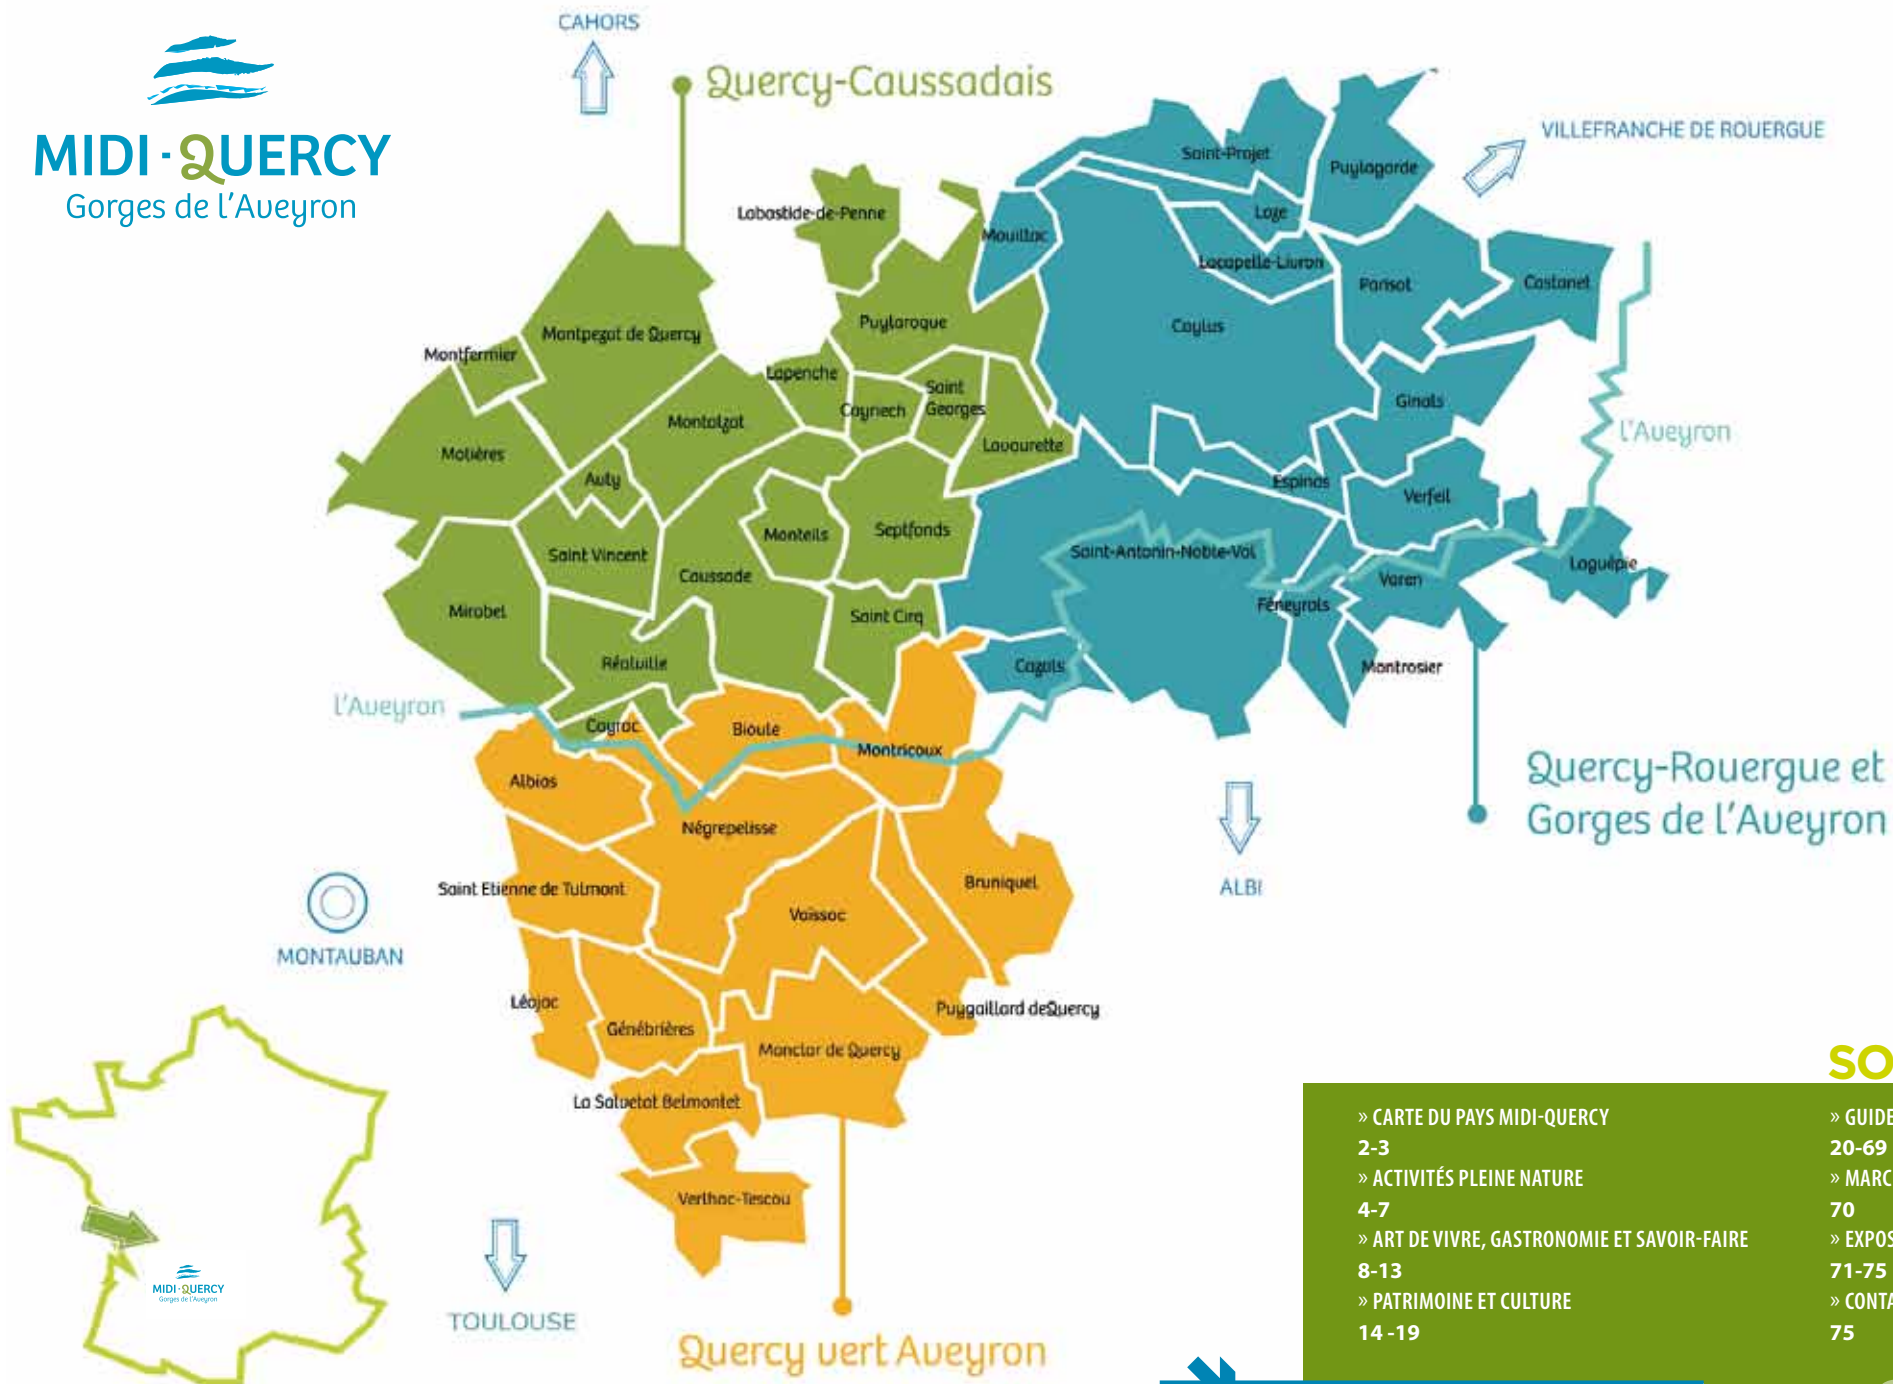 CAHORS
MIDI·QUERCY
Gorges de l'Aveyron
Quercy-Caussadais
VILLEFRANCHE DE ROUERGUE
Saint-Projet
Puylagarde
Labastide-de-Penne
Mouillac
Loze
Lacapelle-Livron
Parisot
Castanet
Puylaroque
Caylus
Montpezat de Quercy
Montfermier
Lapenche
Cayriech
Saint
Georges
Ginals
Montalzat
l'Aveyron
Molières
Lavaurette
Auty
Espinas
Verfeil
Monteils
Septfonds
Saint Vincent
Saint-Antonin-Noble-Val
Laguépie
Caussade
Varen
Mirabel
Saint Cirq
Féneyrols
Réalville
Cazals
Montrosier
l'Aveyron
Cayrac
Bioule
Montricoux
Albias
Quercy-Rouergue et
Gorges de l'Aveyron
Nègrepelisse
Saint Etienne de Tulmont
Bruniquel
ALBI
Vaïssac
MONTAUBAN
Léojac
Génébrières
Puygaillard deQuercy
Monclar de Quercy
La Salvetat Belmontet
Verlhac-Tescou
MIDI·QUERCY
Gorges de l'Aveyron
TOULOUSE
Quercy vert Aveyron
SO
» CARTE DU PAYS MIDI-QUERCY
2-3
» ACTIVITÉS PLEINE NATURE
4-7
» ART DE VIVRE, GASTRONOMIE ET SAVOIR-FAIRE
8-13
» PATRIMOINE ET CULTURE
14 -19
» GUIDE
20-69
» MARC
70
» EXPOS
71-75
» CONTA
75